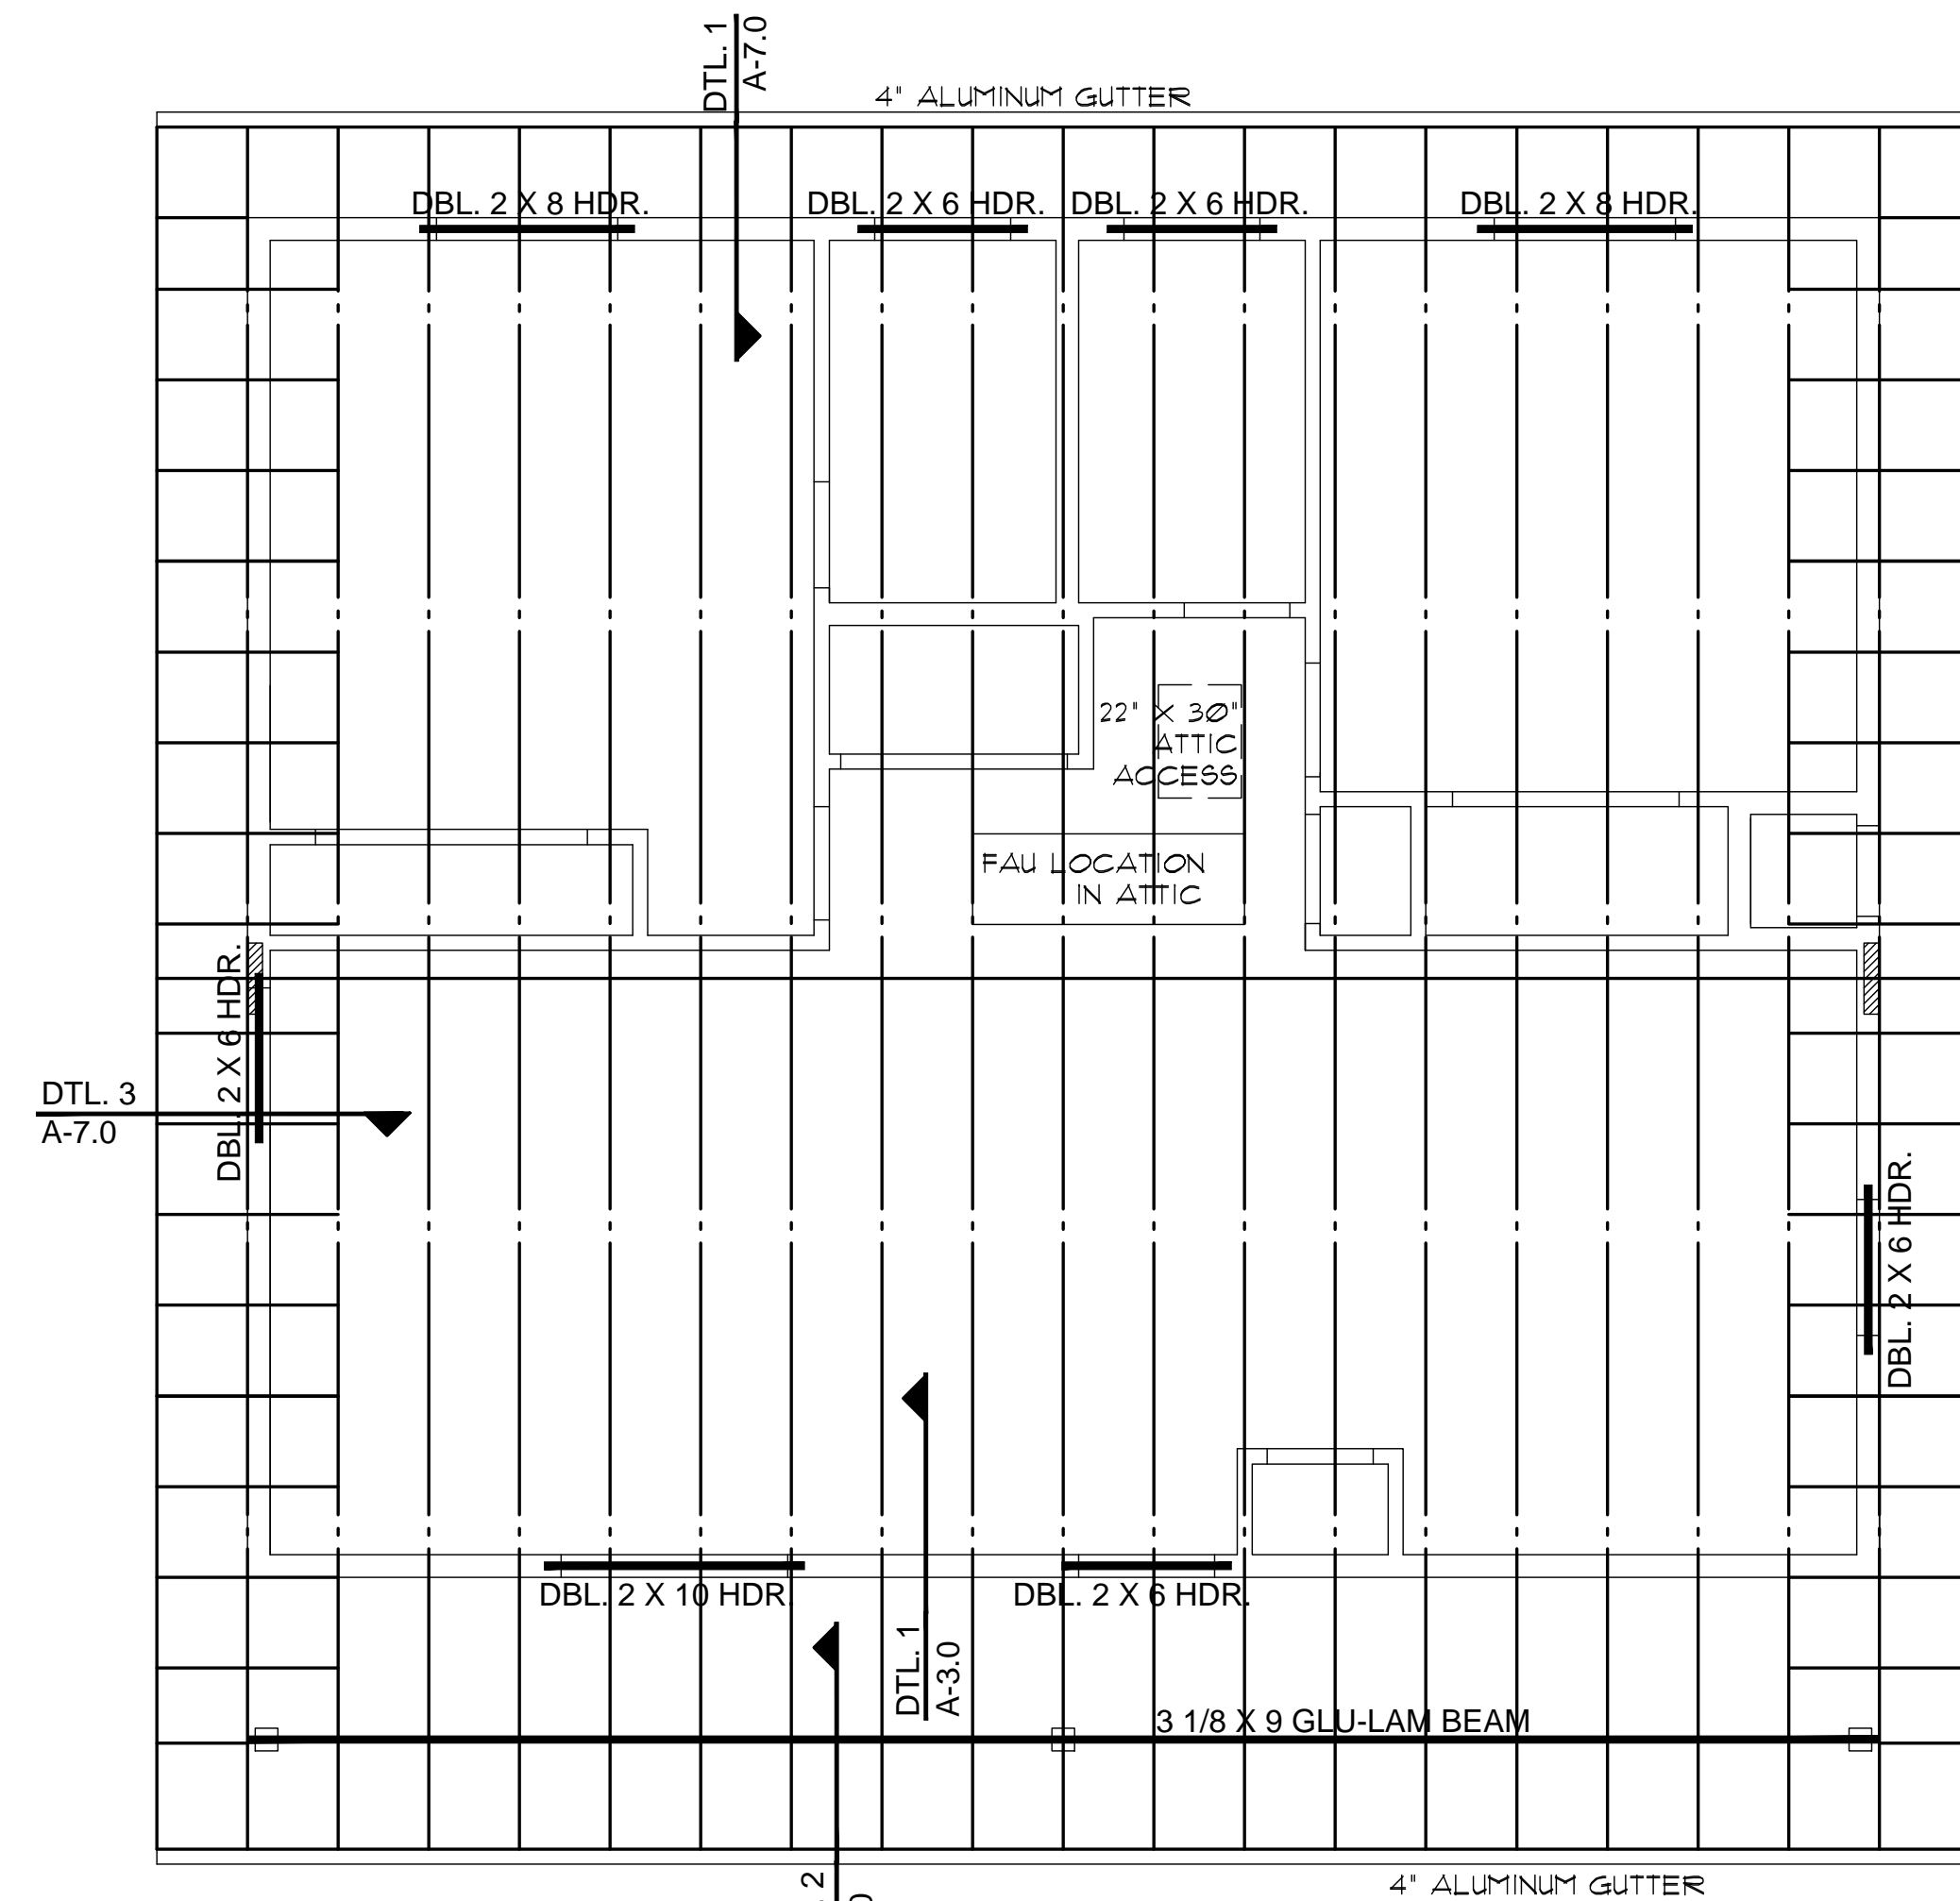 DTL. 1
A-7.0
4" ALUMINUM GUTTER
DBL. 2 X 8 HDR.
DBL. 2 X 6 HDR.
DBL. 2 X 6 HDR.
DBL. 2 X 8 HDR.
22" X 30"
ATTIC
ACCESS
FAU LOCATION
IN ATTIC
DBL. 2 X 6 HDR.
DTL. 3
A-7.0
DBL. 2 X 6 HDR.
DBL. 2 X 10 HDR.
DBL. 2 X 6 HDR.
DTL. 1
A-3.0
3 1/8 X 9 GLU-LAM BEAM
2
4" ALUMINUM GUTTER